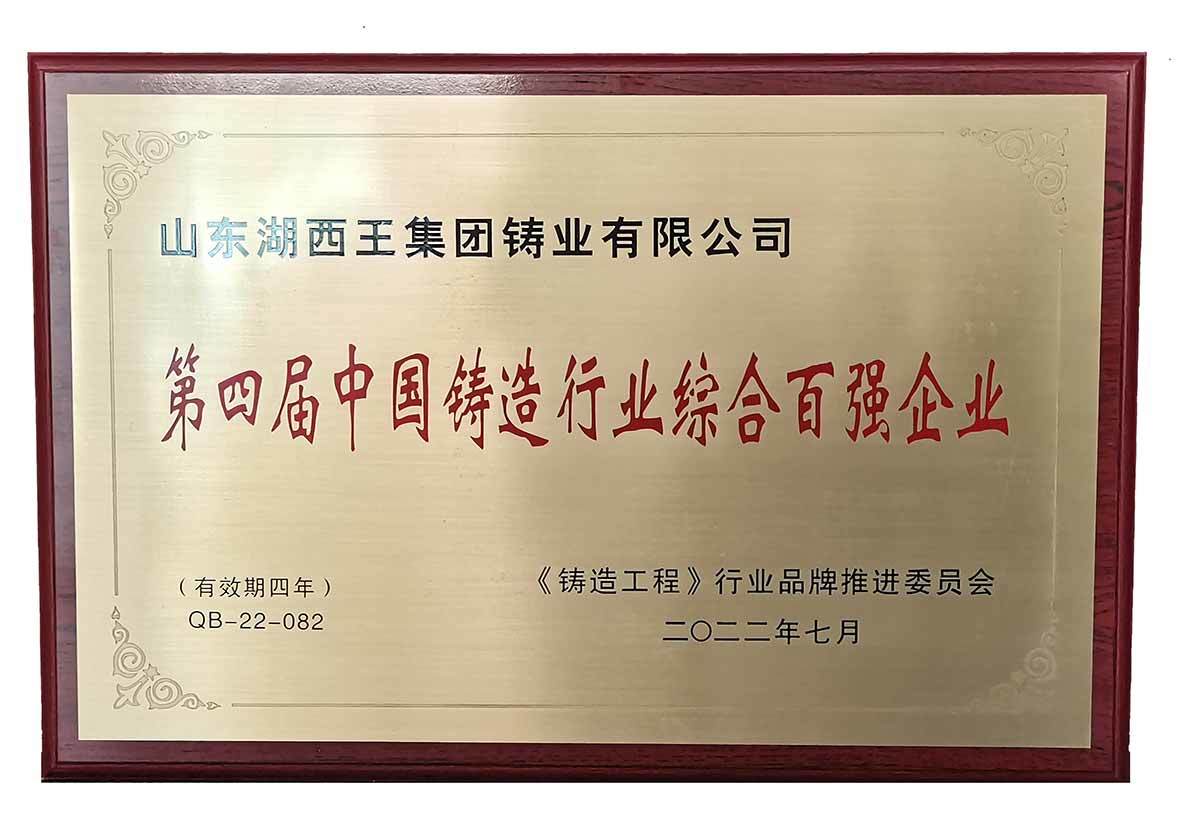 山东湖西王集团铸业有限公司
第四届中国铸造行业综合百强企业
（有效期四年）
QB-22-082
《铸造工程》行业品牌推进委员会
二〇二二年七月